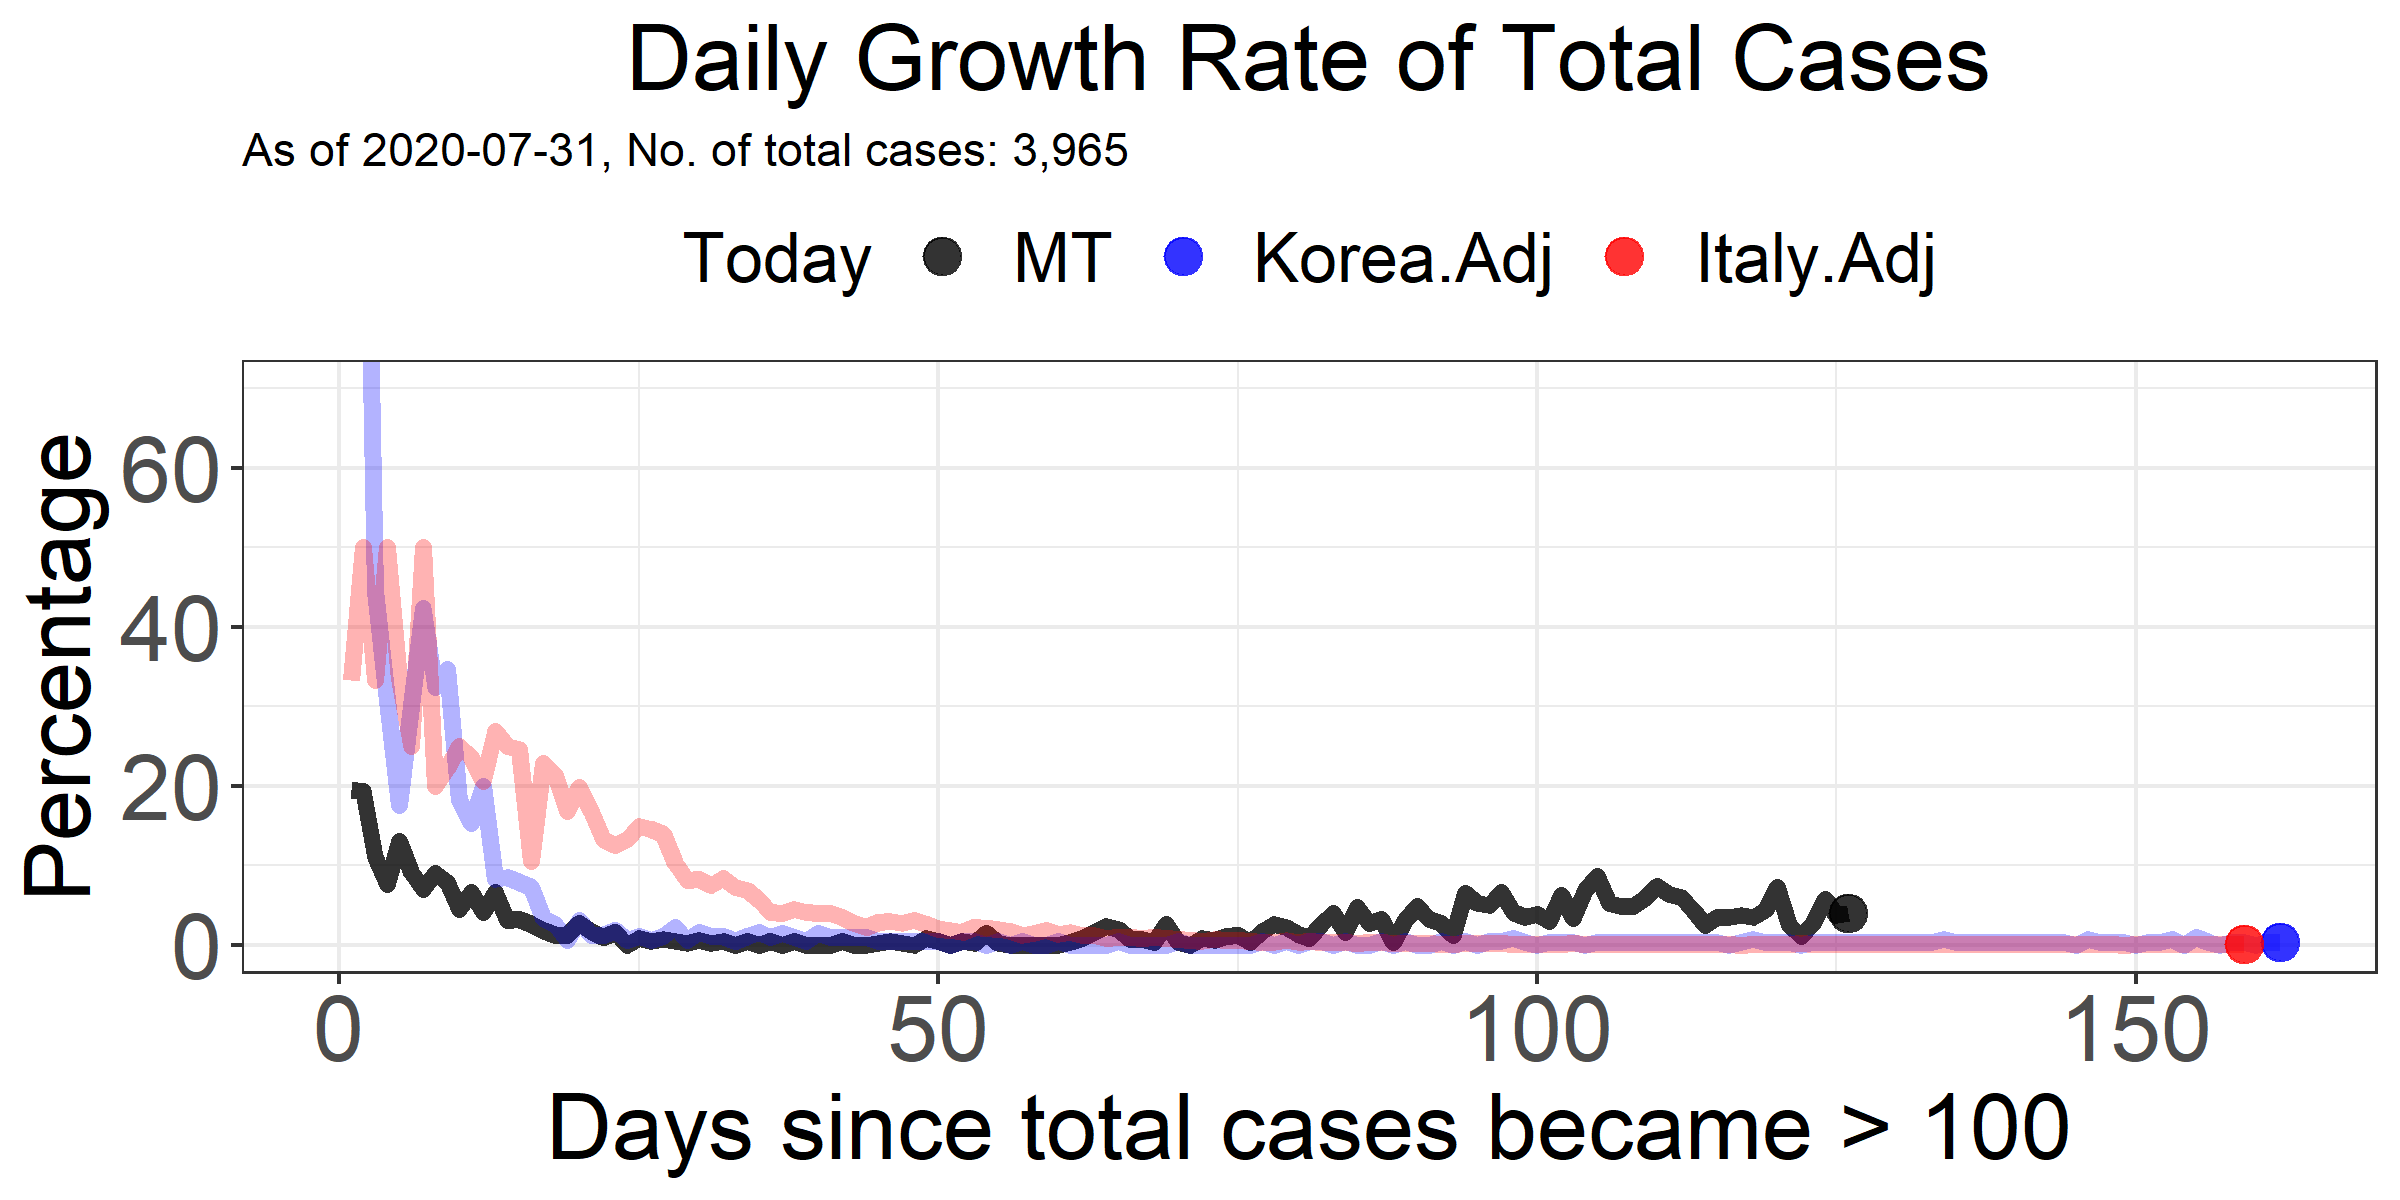 Daily Growth Rate of Total Cases
As of 2020-07-31, No. of total cases: 3,965
Today MT Korea.Adj Italy.Adj
Percentage
60
40
20
0
0 50 100 150
Days since total cases became > 100